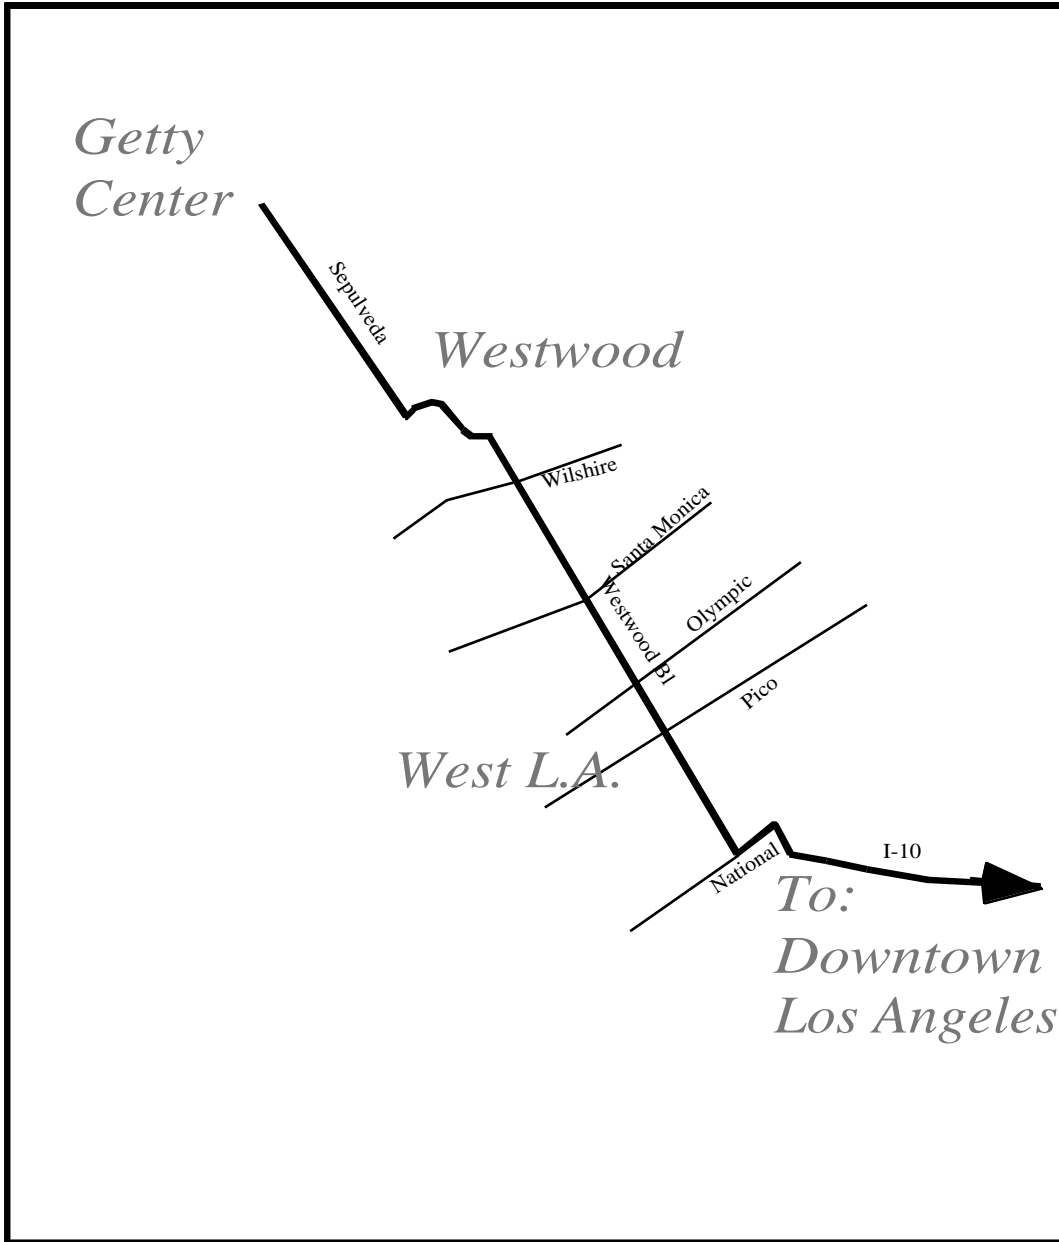 Getty
Center
Sepulveda
Westwood
Wilshire
Santa Monica
Westwood Bl
Olympic
Pico
West L.A.
National
I-10
To:
Downtown
Los Angeles